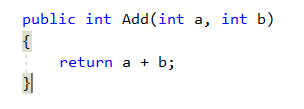 public int Add(int a, int b)
{
    return a + b;
}